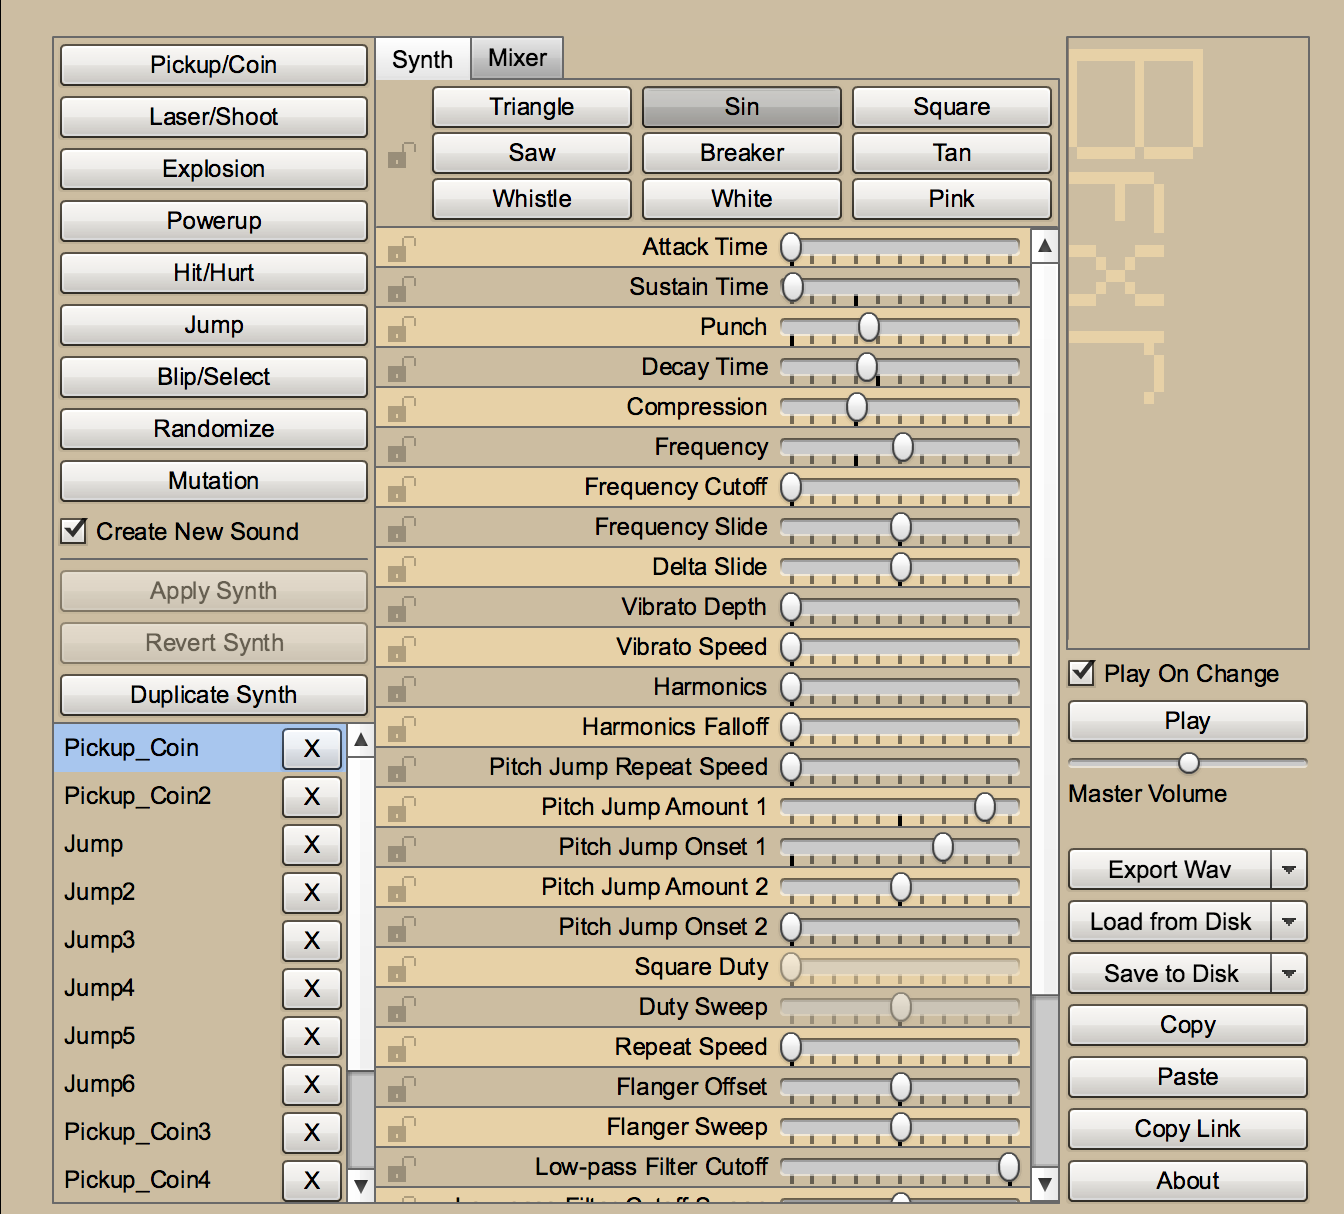 Pickup/Coin
Laser/Shoot
Explosion
Powerup
Hit/Hurt
Jump
Blip/Select
Randomize
Mutation
Create New Sound
Apply Synth
Revert Synth
Duplicate Synth
Pickup_Coin X
Pickup_Coin2 X
Jump X
Jump2 X
Jump3 X
Jump4 X
Jump5 X
Jump6 X
Pickup_Coin3 X
Pickup_Coin4 X
Synth Mixer
Triangle Sin Square
Saw Breaker Tan
Whistle White Pink
Attack Time
Sustain Time
Punch
Decay Time
Compression
Frequency
Frequency Cutoff
Frequency Slide
Delta Slide
Vibrato Depth
Vibrato Speed
Harmonics
Harmonics Falloff
Pitch Jump Repeat Speed
Pitch Jump Amount 1
Pitch Jump Onset 1
Pitch Jump Amount 2
Pitch Jump Onset 2
Square Duty
Duty Sweep
Repeat Speed
Flanger Offset
Flanger Sweep
Low-pass Filter Cutoff
Play On Change
Play
Master Volume
Export Wav
Load from Disk
Save to Disk
Copy
Paste
Copy Link
About